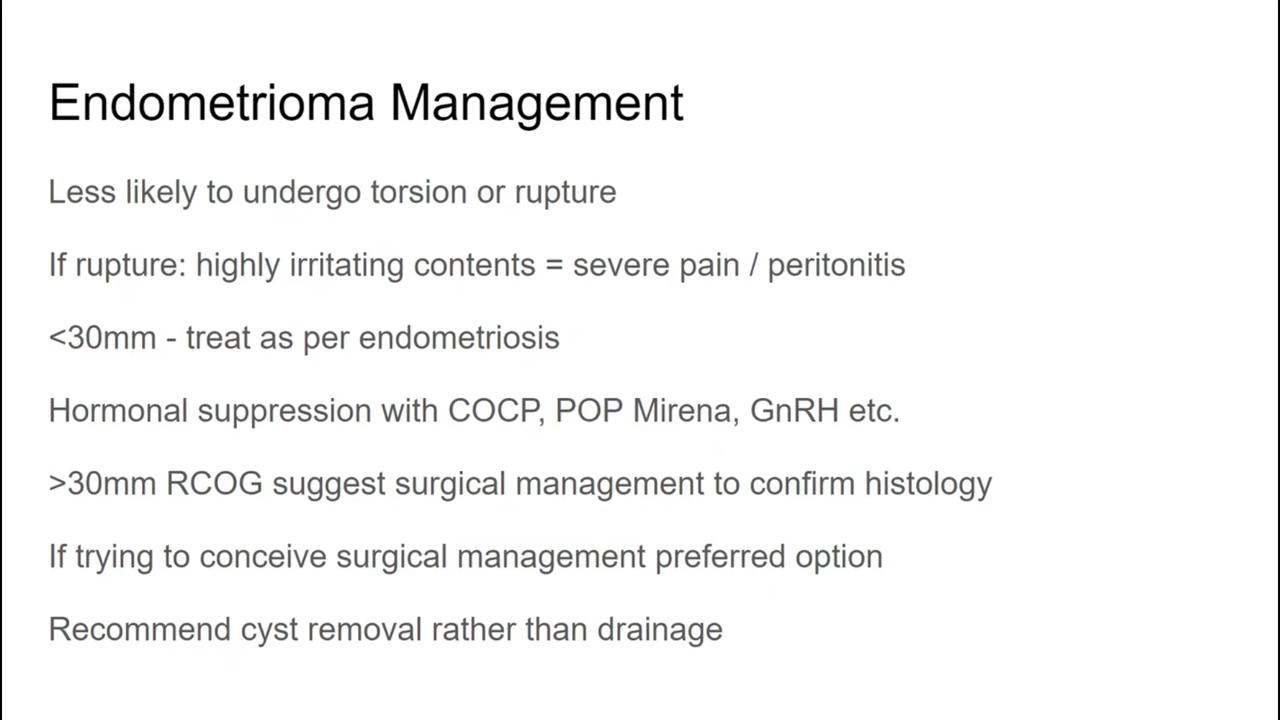 Endometrioma Management
Less likely to undergo torsion or rupture
If rupture: highly irritating contents = severe pain / peritonitis
<30mm - treat as per endometriosis
Hormonal suppression with COCP, POP Mirena, GnRH etc.
>30mm RCOG suggest surgical management to confirm histology
If trying to conceive surgical management preferred option
Recommend cyst removal rather than drainage